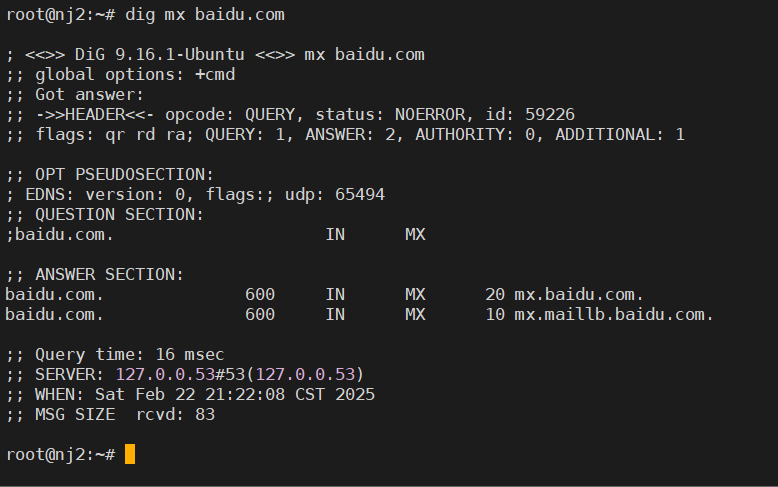 root@nj2:~# dig mx baidu.com
; <<>> DiG 9.16.1-Ubuntu <<>> mx baidu.com
;; global options: +cmd
;; Got answer:
;; ->>HEADER<<- opcode: QUERY, status: NOERROR, id: 59226
;; flags: qr rd ra; QUERY: 1, ANSWER: 2, AUTHORITY: 0, ADDITIONAL: 1
;; OPT PSEUDOSECTION:
; EDNS: version: 0, flags:; udp: 65494
;; QUESTION SECTION:
;baidu.com. IN MX
;; ANSWER SECTION:
baidu.com. 600 IN MX 20 mx.baidu.com.
baidu.com. 600 IN MX 10 mx.maillb.baidu.com.
;; Query time: 16 msec
;; SERVER: 127.0.0.53#53(127.0.0.53)
;; WHEN: Sat Feb 22 21:22:08 CST 2025
;; MSG SIZE  rcvd: 83
root@nj2:~#